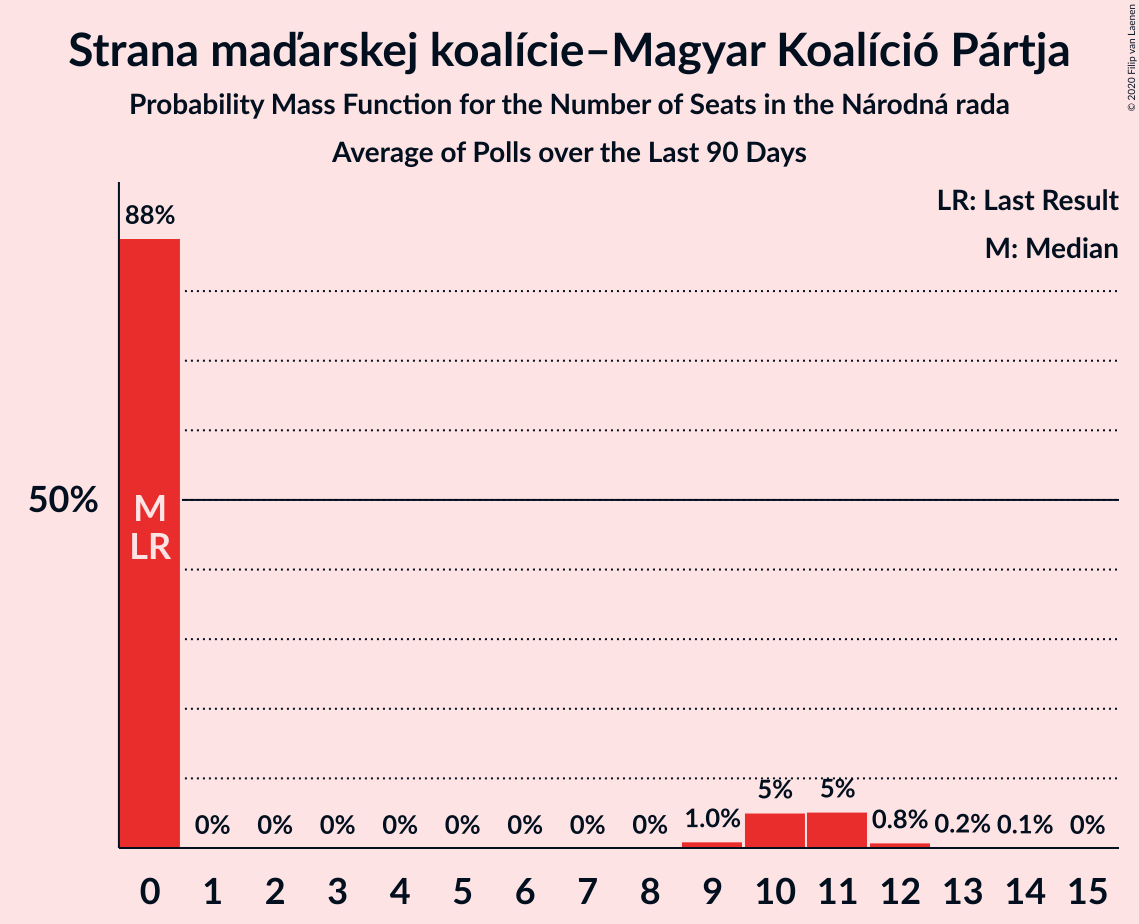 Strana maďarskej koalície–Magyar Koalíció Pártja
Probability Mass Function for the Number of Seats in the Národná rada
Average of Polls over the Last 90 Days
© 2020 Filip van Laenen
LR: Last Result
M: Median
88%
50%
M
LR
0% 0% 0% 0% 0% 0% 0% 0% 1.0% 5% 5% 0.8% 0.2% 0.1% 0%
0 1 2 3 4 5 6 7 8 9 10 11 12 13 14 15